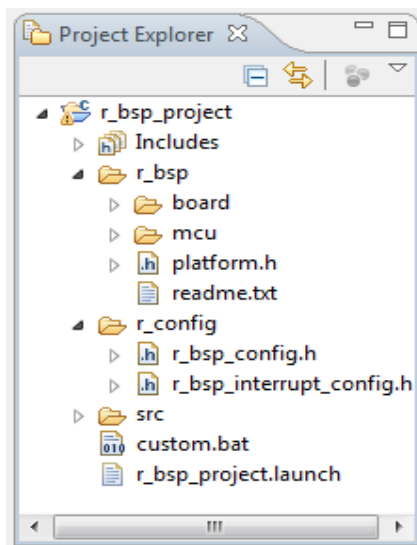 Project Explorer
r_bsp_project
Includes
r_bsp
board
mcu
platform.h
readme.txt
r_config
r_bsp_config.h
r_bsp_interrupt_config.h
src
custom.bat
r_bsp_project.launch